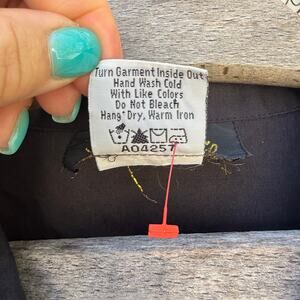 Turn Garment Inside Out
Hand Wash Cold
With Like Colors
Do Not Bleach
Hang Dry, Warm Iron
A04257